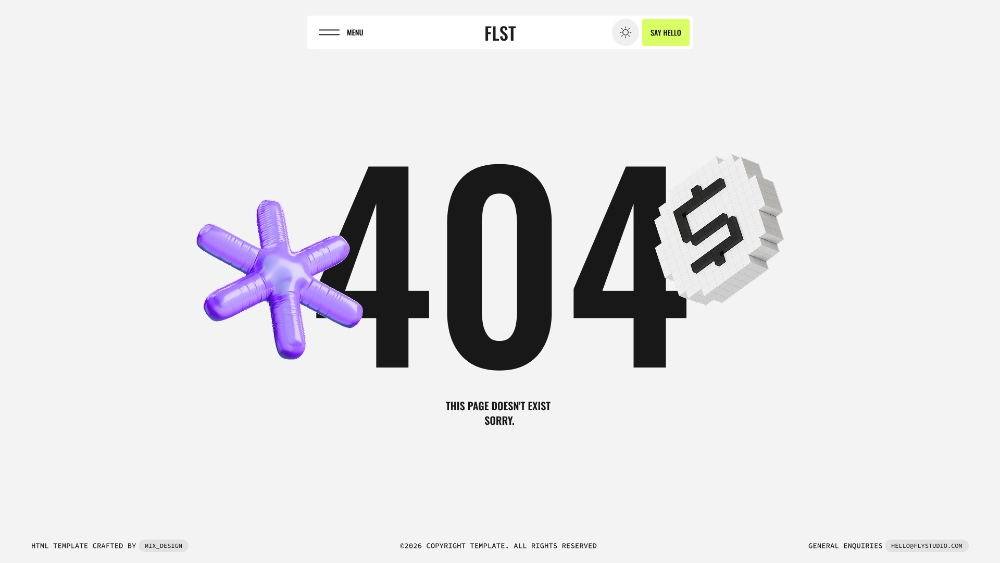 MENU
FLST
SAY HELLO
404
$
THIS PAGE DOESN'T EXIST
SORRY.
HTML TEMPLATE CRAFTED BY MIX_DESIGN
©2026 COPYRIGHT TEMPLATE. ALL RIGHTS RESERVED
GENERAL ENQUIRIES HELLO@FLYSTUDIO.COM